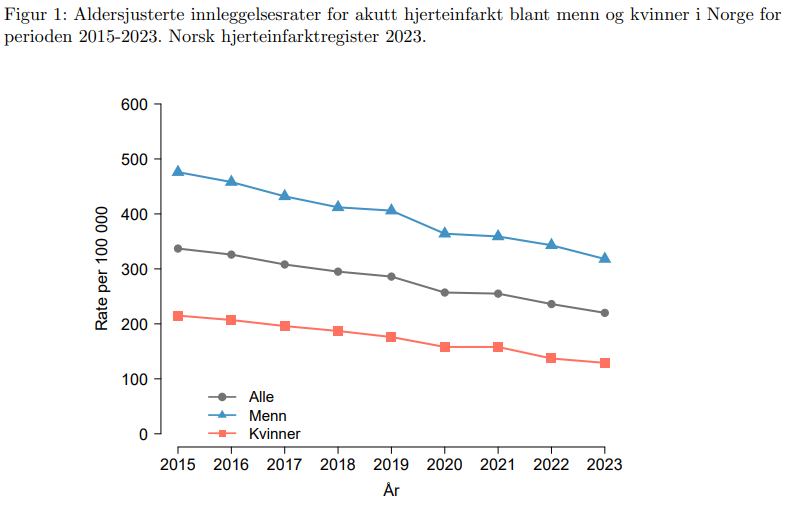 Figur 1: Aldersjusterte innleggelsesrater for akutt hjerteinfarkt blant menn og kvinner i Norge for
perioden 2015-2023. Norsk hjerteinfarktregister 2023.
600
500
400
300
200
100
0
Rate per 100 000
Alle
Menn
Kvinner
2015 2016 2017 2018 2019 2020 2021 2022 2023
År